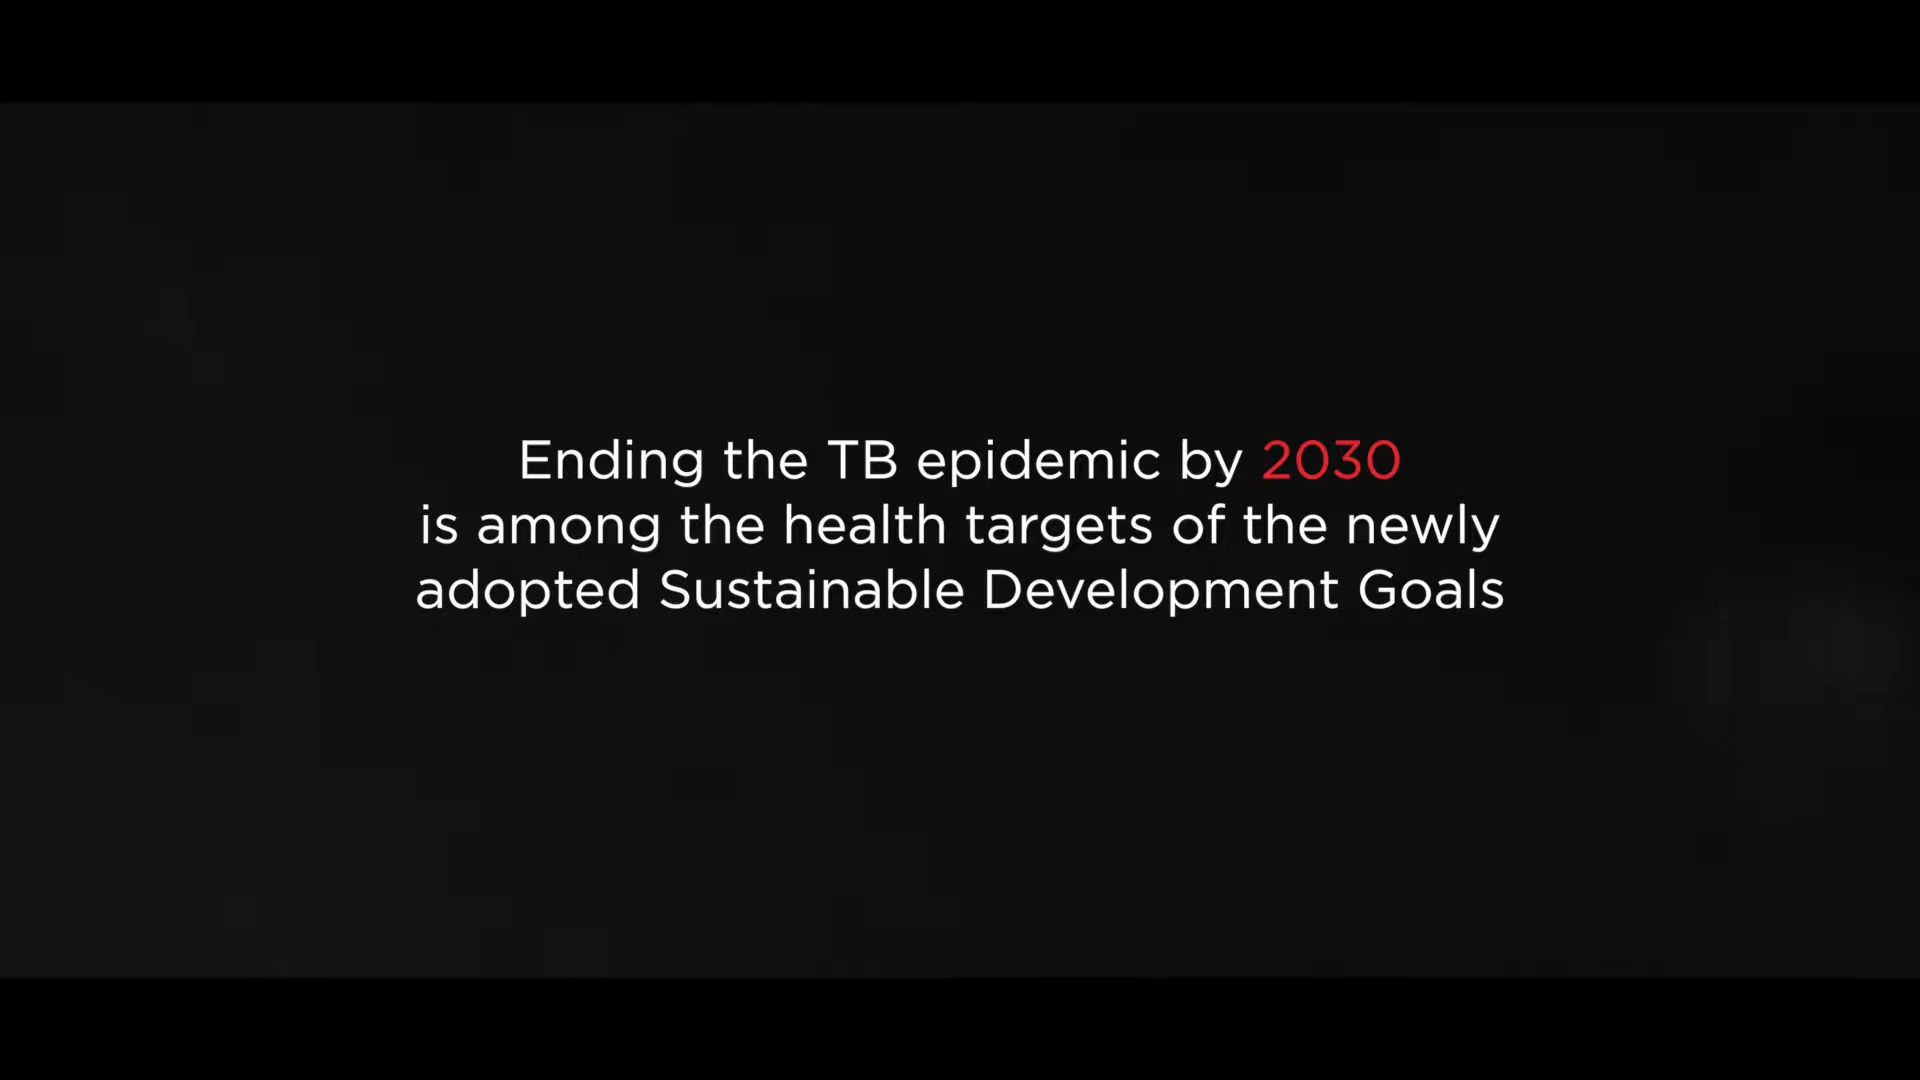 Ending the TB epidemic by 2030
is among the health targets of the newly
adopted Sustainable Development Goals